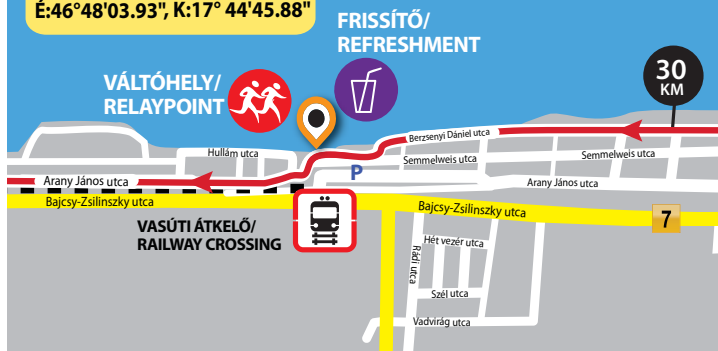 É:46°48'03.93", K:17° 44'45.88"
FRISSÍTŐ/
REFRESHMENT
VÁLTÓHELY/
RELAYPOINT
30
KM
Berzsenyi Dániel utca
Hullám utca
Semmelweis utca
Semmelweis utca
P
Arany János utca
Arany János utca
Bajcsy-Zsilinszky utca
Bajcsy-Zsilinszky utca
7
VASÚTI ÁTKELŐ/
RAILWAY CROSSING
Hét vezér utca
Rádi utca
Szél utca
Vadvirág utca